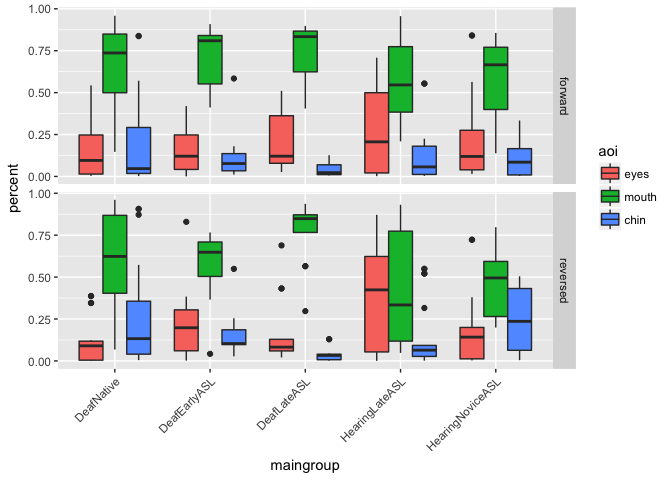 1.00
0.75
0.50
0.25
0.00
forward
1.00
0.75
0.50
0.25
0.00
reversed
percent
DeafNative
DeafEarlyASL
DeafLateASL
HearingLateASL
HearingNoviceASL
maingroup
aoi
eyes
mouth
chin